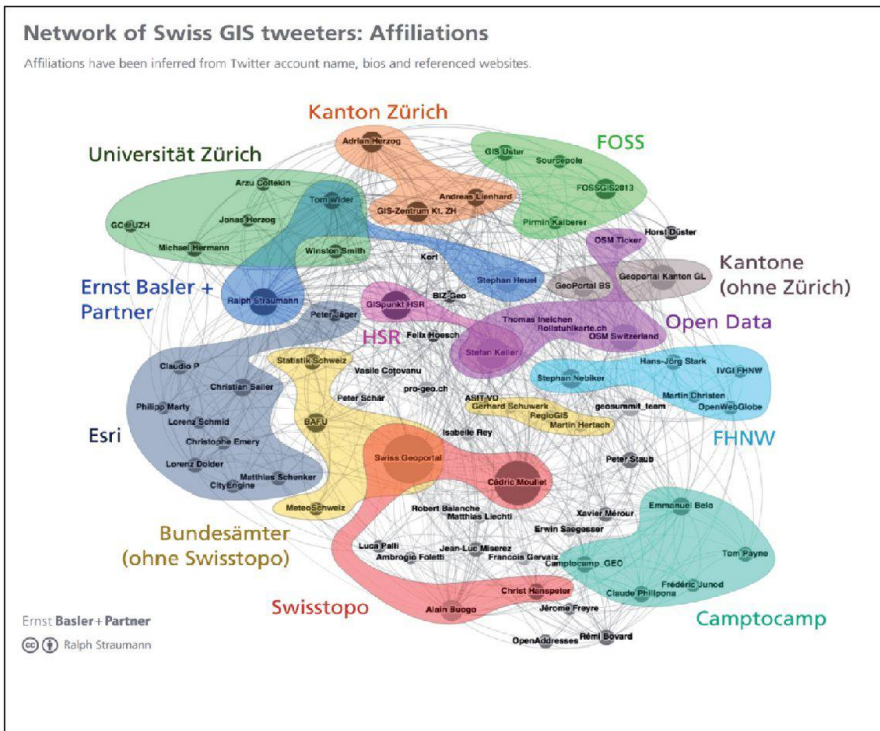 Network of Swiss GIS tweeters: Affiliations
Affiliations have been inferred from Twitter account name, bios and referenced websites.
Kanton Zürich
Adrian Herzog
FOSS
GIS Uster
Sourcepole
Universität Zürich
Arzu Coltekin
FOSSGIS2013
Tom Wider
Andreas Lienhard
GIS-Zentrum Kt. ZH
Jonas Herzog
GC@UZH
Pirmin Kalberer
Horst Düster
OSM Ticker
Michael Hermann
Winston Smith
Kort
Kantone
(ohne Zürich)
Geoportal Kanton GL
Stephan Heuel
GeoPortal BS
Ernst Basler +
Partner
Ralph Straumann
BIZ-Geo
GISpunkt HSR
Peter Jäger
Thomas Ineichen
Rollstuhlkarte.ch
Open Data
HSR
Felix Hoesch
OSM Switzerland
Stefan Keller
Statistik Schweiz
Claudio P
Hans-Jörg Stark
Vasile Coţovanu
Stephan Nebiker
IVGI FHNW
Christian Sailer
pro-geo.ch
Peter Schär
ASIT-VD
Martin Christen
Philipp Marty
Gerhard Schuwerk
geosummit_team
OpenWebGlobe
RegioGIS
Lorenz Schmid
BAFU
Martin Hertach
Esri
Christophe Emery
Isabelle Rey
FHNW
Swiss Geoportal
Peter Staub
Lorenz Dolder
Matthias Schenker
CityEngine
Cédric Moullet
MeteoSchweiz
Robert Balanche
Matthias Liechti
Emmanuel Belo
Xavier Mérour
Bundesämter
(ohne Swisstopo)
Erwin Saegesser
Luca Palli
Jean-Luc Miserez
Ambrogio Foletti
Francois Gervaix
Camptocamp_GEO
Tom Payne
Frédéric Junod
Christ Hanspeter
Claude Philipona
Swisstopo
Alain Buogo
Jérome Freyre
Camptocamp
Ernst Basler+Partner
OpenAddresses
Rémi Bovard
cc Ralph Straumann